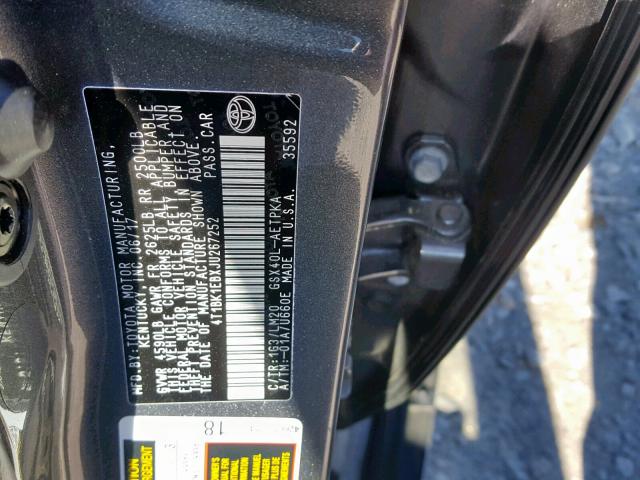 MFD.BY:TOYOTA MOTOR MANUFACTURING,
KENTUCKY, INC. 06/17
GVWR 4590LB GAWR FR 2625LB RR 2500LB
THIS VEHICLE CONFORMS TO ALL APPLICABLE
FEDERAL MOTOR VEHICLE SAFETY, BUMPER AND
THEFT PREVENTION STANDARDS IN EFFECT ON
THE DATE OF MANUFACTURE SHOWN ABOVE.
4T1BK1EBXJU267252 PASS.CAR
C/TR:1G3/LM20 GSX40L-AETPKA
A/TM:-01A/U660E MADE IN U.S.A. 35592
18